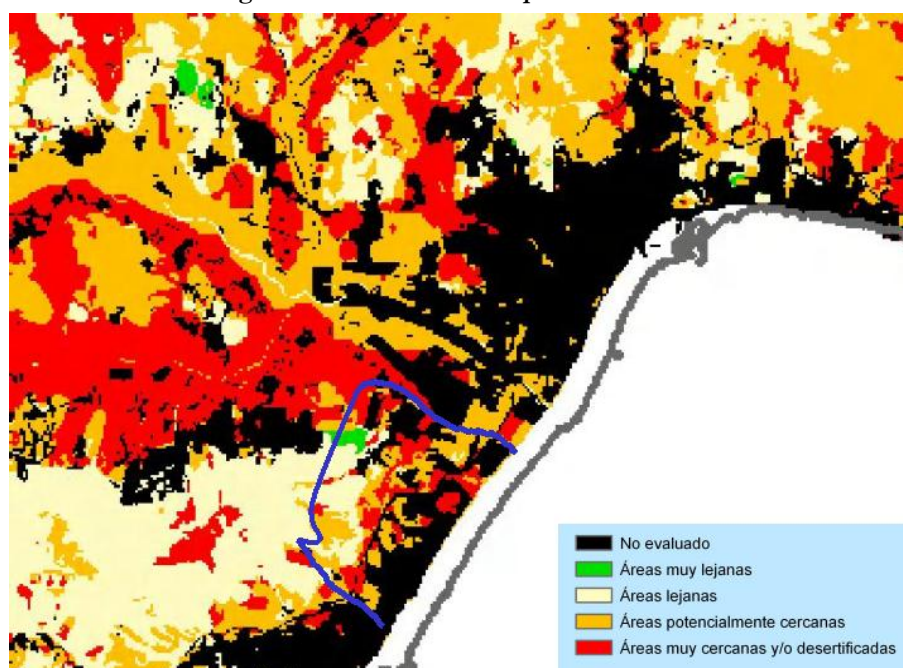 No evaluado
Áreas muy lejanas
Áreas lejanas
Áreas potencialmente cercanas
Áreas muy cercanas y/o desertificadas